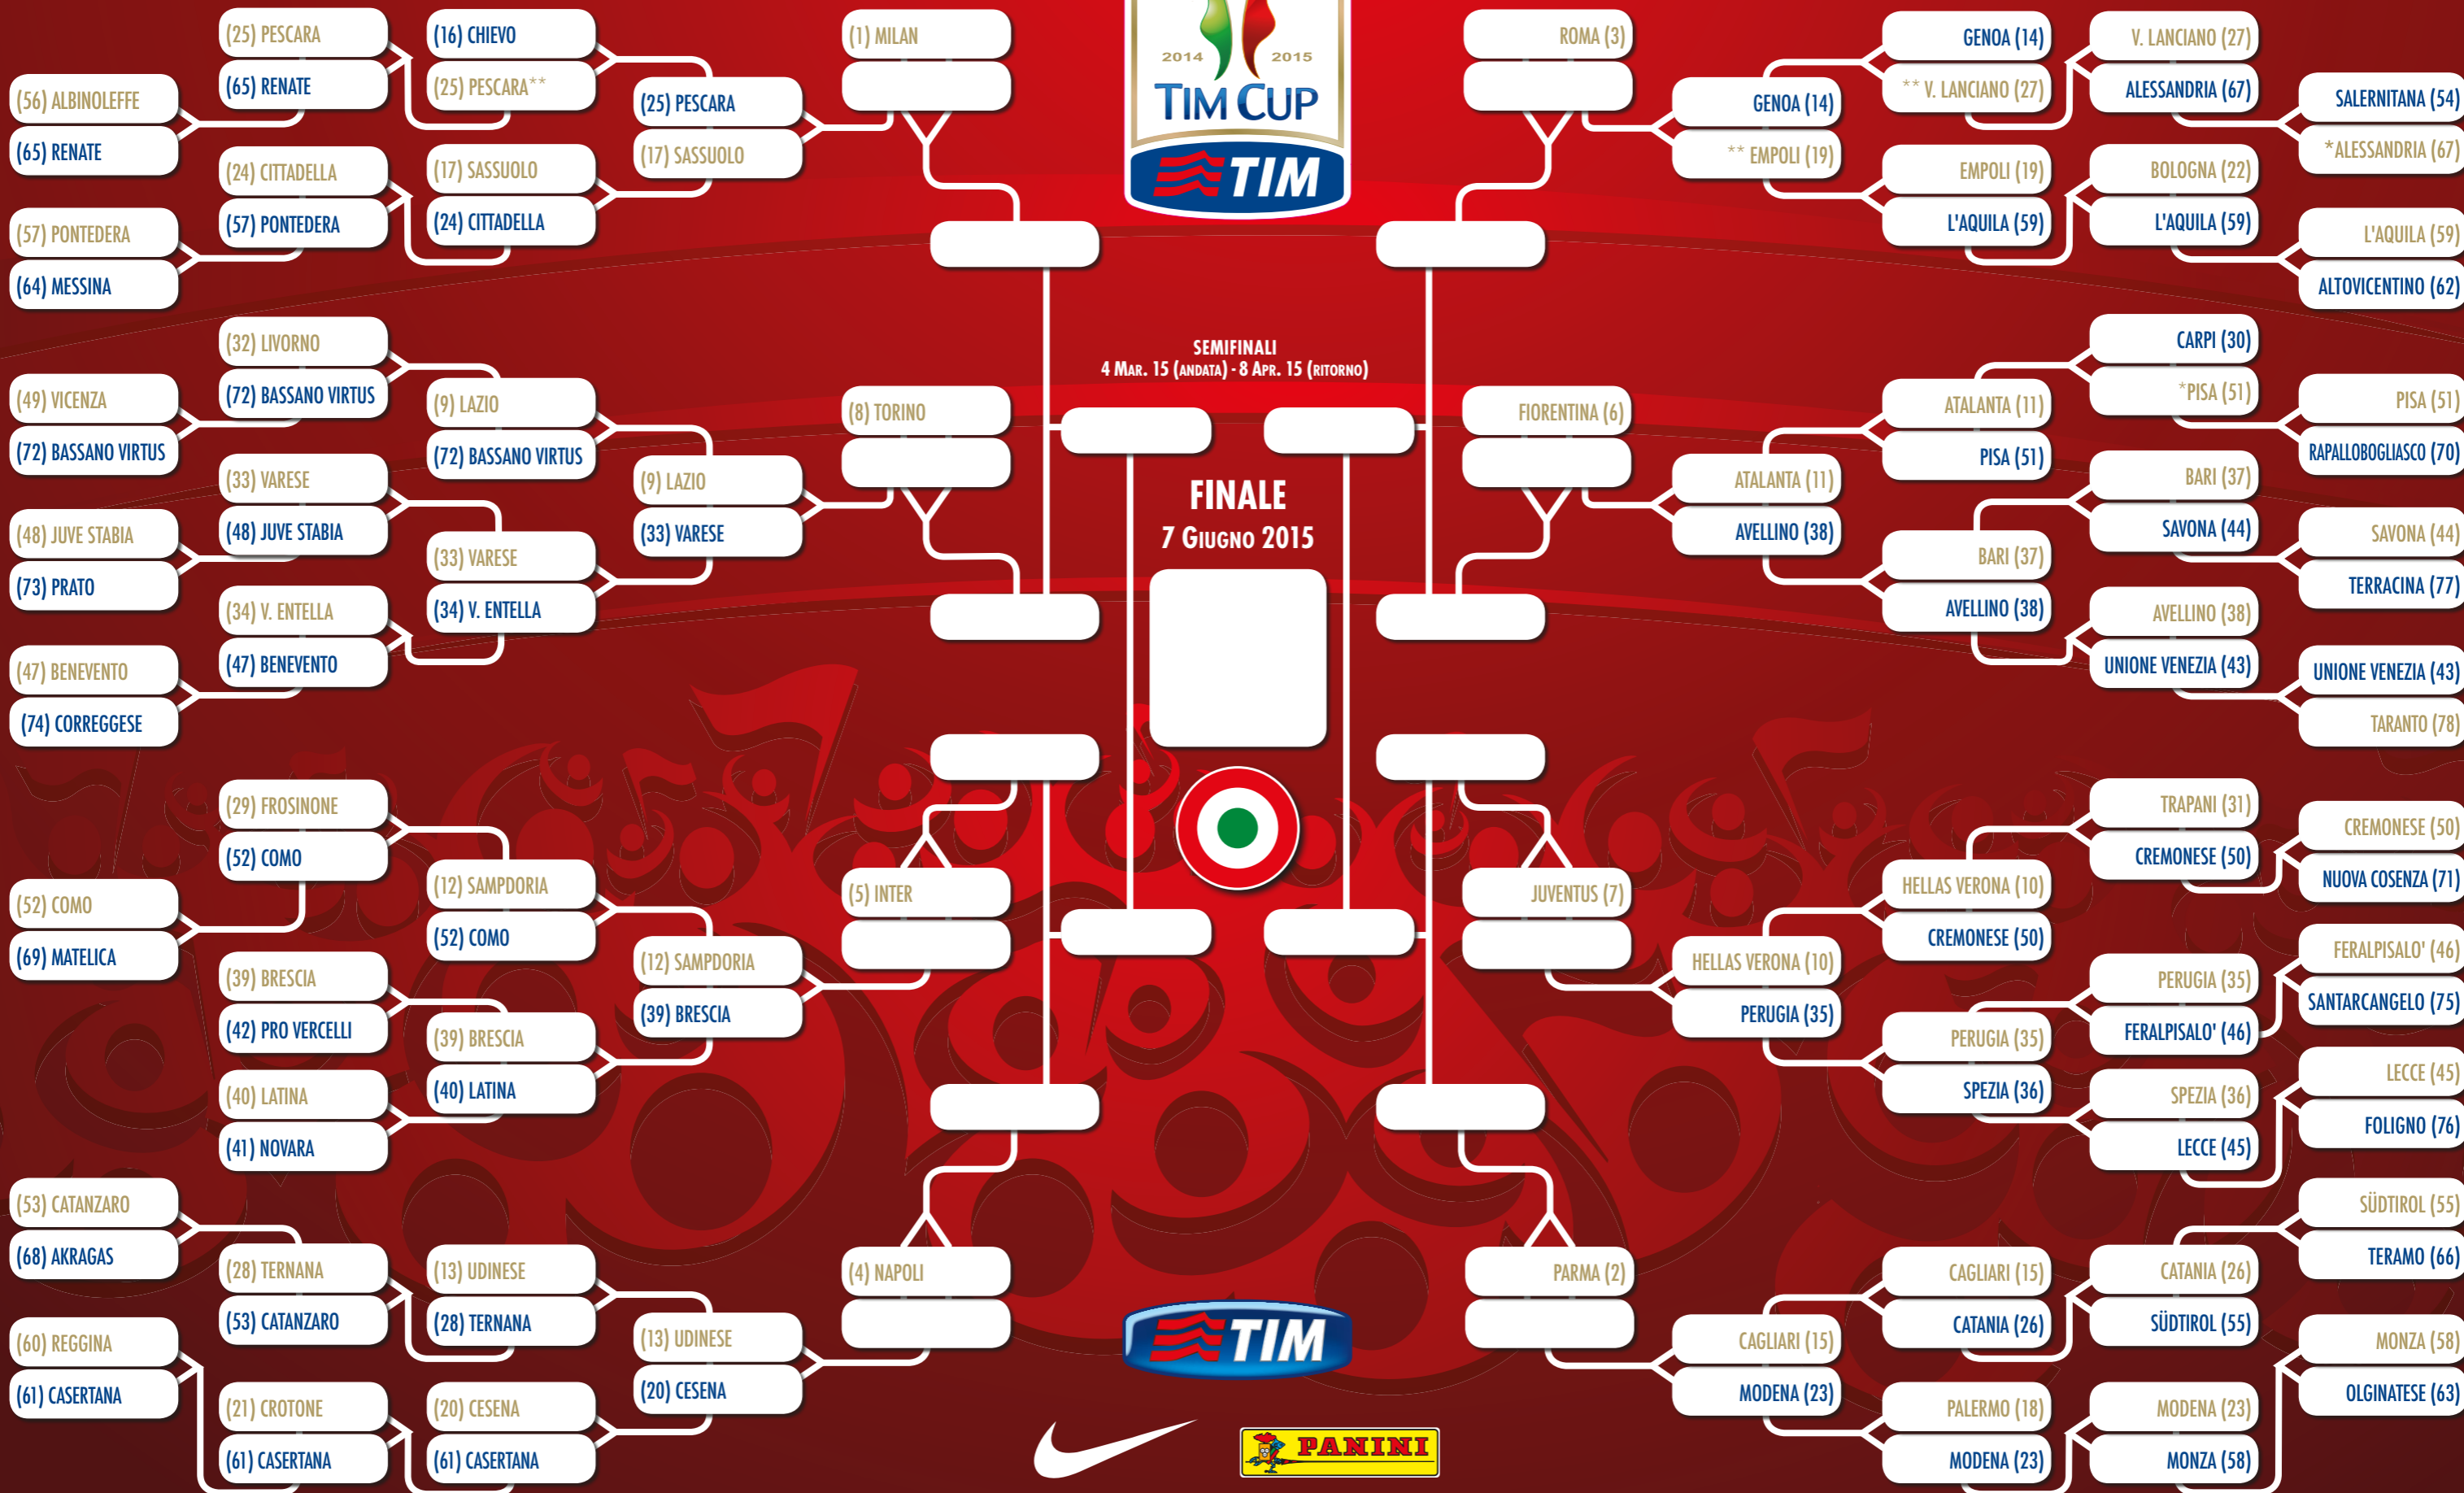 (56) ALBINOLEFFE
(65) RENATE
(57) PONTEDERA
(64) MESSINA
(49) VICENZA
(72) BASSANO VIRTUS
(48) JUVE STABIA
(73) PRATO
(47) BENEVENTO
(74) CORREGGESE
(52) COMO
(69) MATELICA
(53) CATANZARO
(68) AKRAGAS
(60) REGGINA
(61) CASERTANA
(25) PESCARA
(65) RENATE
(24) CITTADELLA
(57) PONTEDERA
(32) LIVORNO
(72) BASSANO VIRTUS
(33) VARESE
(48) JUVE STABIA
(34) V. ENTELLA
(47) BENEVENTO
(29) FROSINONE
(52) COMO
(39) BRESCIA
(42) PRO VERCELLI
(40) LATINA
(41) NOVARA
(28) TERNANA
(53) CATANZARO
(21) CROTONE
(61) CASERTANA
(16) CHIEVO
(25) PESCARA**
(17) SASSUOLO
(24) CITTADELLA
(9) LAZIO
(72) BASSANO VIRTUS
(33) VARESE
(34) V. ENTELLA
(12) SAMPDORIA
(52) COMO
(39) BRESCIA
(40) LATINA
(13) UDINESE
(28) TERNANA
(20) CESENA
(61) CASERTANA
(25) PESCARA
(17) SASSUOLO
(9) LAZIO
(33) VARESE
(12) SAMPDORIA
(39) BRESCIA
(13) UDINESE
(20) CESENA
(1) MILAN
(8) TORINO
(5) INTER
(4) NAPOLI
2014 2015
TIM CUP
TIM
SEMIFINALI
4 MAR. 15 (ANDATA) - 8 APR. 15 (RITORNO)
FINALE
7 GIUGNO 2015
TIM
PANINI
ROMA (3)
FIORENTINA (6)
JUVENTUS (7)
PARMA (2)
GENOA (14)
** EMPOLI (19)
ATALANTA (11)
AVELLINO (38)
HELLAS VERONA (10)
PERUGIA (35)
CAGLIARI (15)
MODENA (23)
GENOA (14)
** V. LANCIANO (27)
EMPOLI (19)
L'AQUILA (59)
ATALANTA (11)
PISA (51)
BARI (37)
AVELLINO (38)
HELLAS VERONA (10)
CREMONESE (50)
PERUGIA (35)
SPEZIA (36)
CAGLIARI (15)
CATANIA (26)
PALERMO (18)
MODENA (23)
V. LANCIANO (27)
ALESSANDRIA (67)
BOLOGNA (22)
L'AQUILA (59)
CARPI (30)
*PISA (51)
BARI (37)
SAVONA (44)
AVELLINO (38)
UNIONE VENEZIA (43)
TRAPANI (31)
CREMONESE (50)
PERUGIA (35)
FERALPISALO' (46)
SPEZIA (36)
LECCE (45)
CATANIA (26)
SÜDTIROL (55)
MODENA (23)
MONZA (58)
SALERNITANA (54)
*ALESSANDRIA (67)
L'AQUILA (59)
ALTOVICENTINO (62)
PISA (51)
RAPALLOBOGLIASCO (70)
SAVONA (44)
TERRACINA (77)
UNIONE VENEZIA (43)
TARANTO (78)
CREMONESE (50)
NUOVA COSENZA (71)
FERALPISALO' (46)
SANTARCANGELO (75)
LECCE (45)
FOLIGNO (76)
SÜDTIROL (55)
TERAMO (66)
MONZA (58)
OLGINATESE (63)